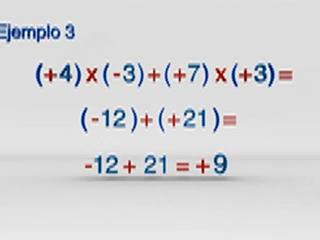 Ejemplo 3
(+4)x(-3)+(+7)x(+3)=
(-12)+(+21)=
-12+ 21 = +9